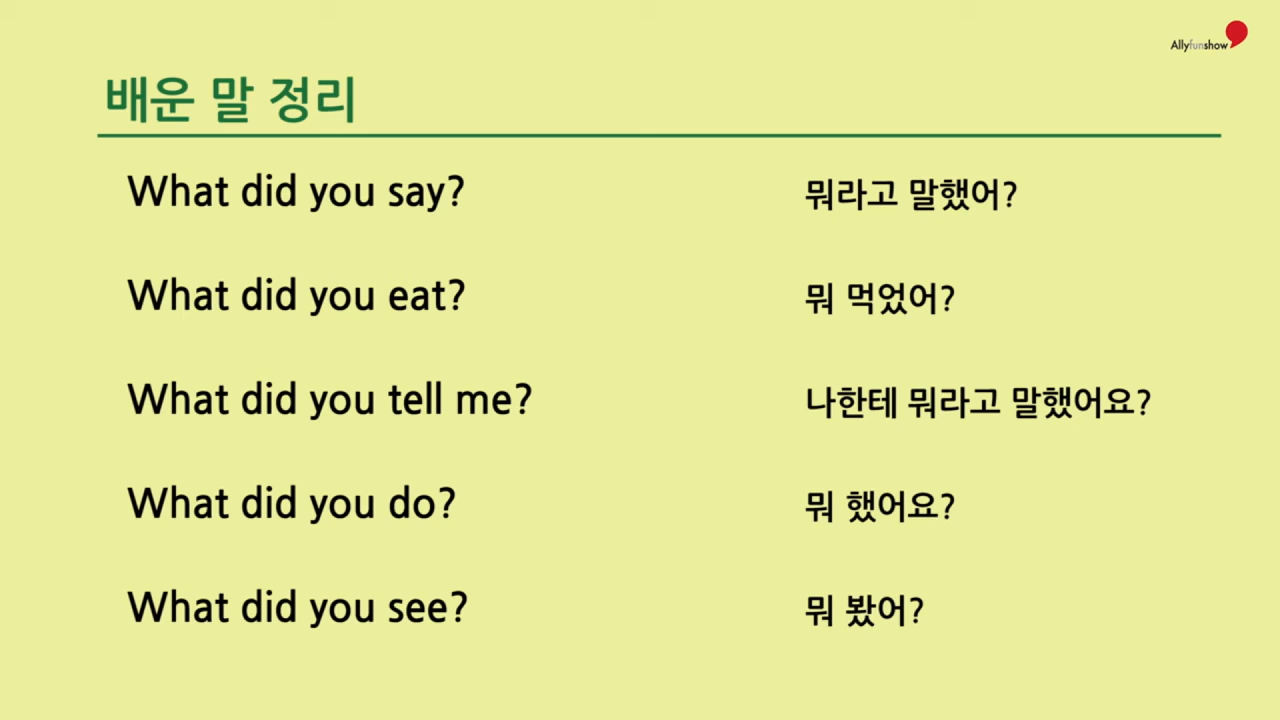 Allyfunshow
배운 말 정리
What did you say? 뭐라고 말했어?
What did you eat? 뭐 먹었어?
What did you tell me? 나한테 뭐라고 말했어요?
What did you do? 뭐 했어요?
What did you see? 뭐 봤어?